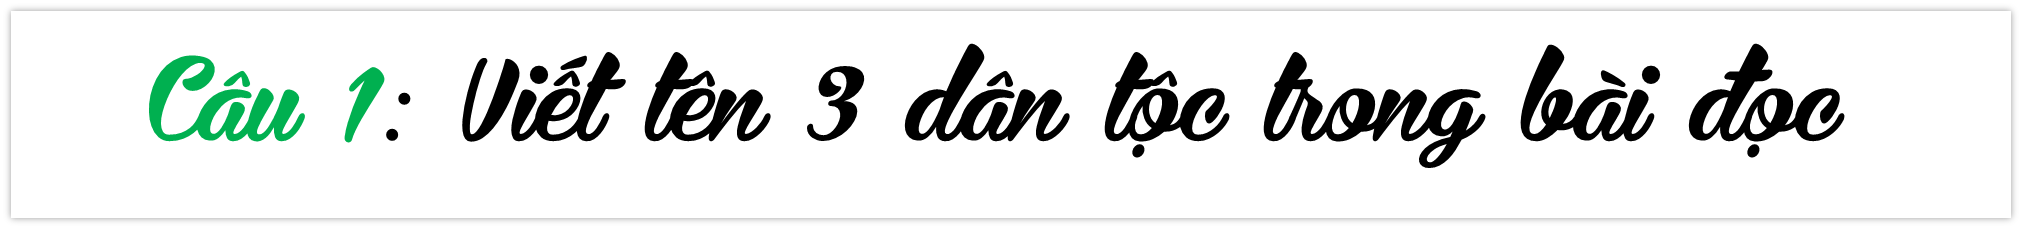 Câu 1: Viết tên 3 dân tộc trong bài đọc